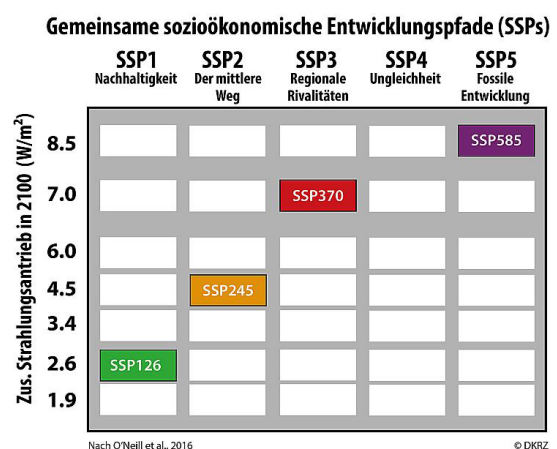 Gemeinsame sozioökonomische Entwicklungspfade (SSPs)
SSP1 SSP2 SSP3 SSP4 SSP5
Nachhaltigkeit Der mittlere Regionale Ungleichheit Fossile
Weg Rivalitäten Entwicklung
Zus. Strahlungsantrieb in 2100 (W/m²)
8.5 SSP585
7.0 SSP370
6.0
4.5 SSP245
3.4
2.6 SSP126
1.9
Nach O'Neill et al., 2016 © DKRZ